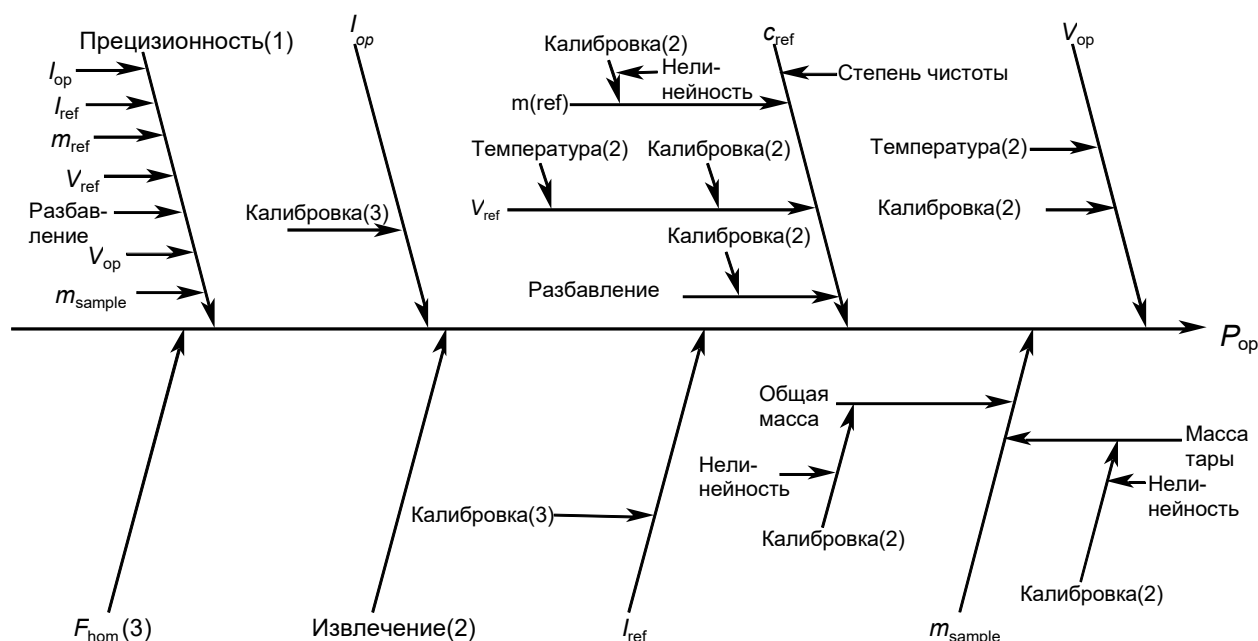 Прецизионность(1)
I_op
I_ref
m_ref
V_ref
Разбав-
ление
V_op
m_sample
I_op
Калибровка(3)
c_ref
Степень чистоты
Калибровка(2)
Нели-
нейность
m(ref)
Температура(2)
Калибровка(2)
V_ref
Калибровка(2)
Разбавление
V_op
Температура(2)
Калибровка(2)
P_op
F_hom(3)
Извлечение(2)
Калибровка(3)
I_ref
Общая
масса
Нели-
нейность
Калибровка(2)
Масса
тары
Нели-
нейность
Калибровка(2)
m_sample